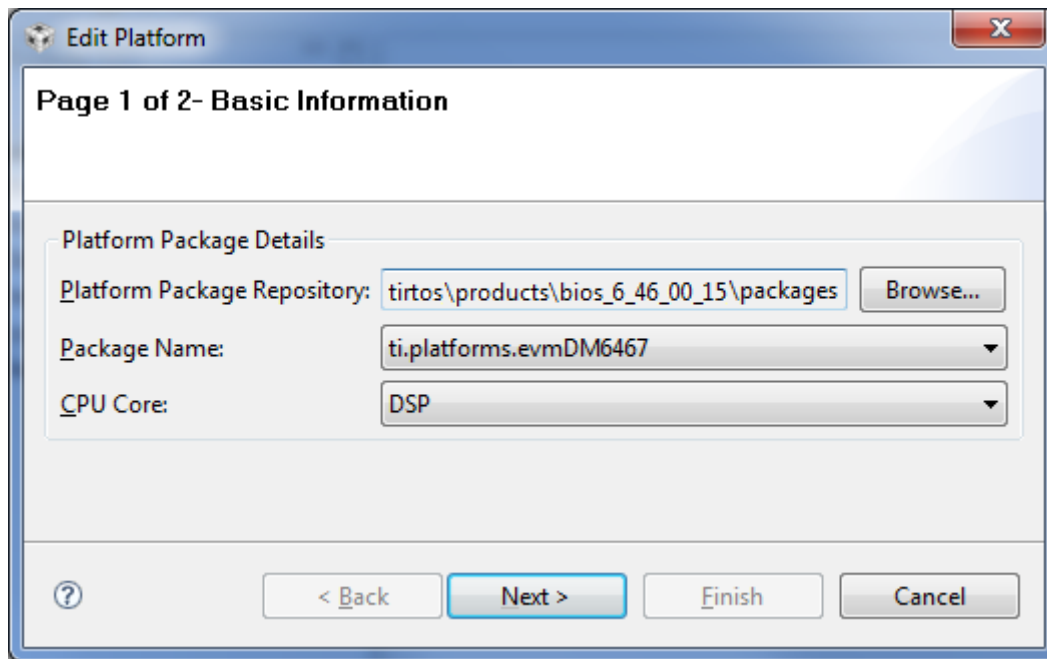 Edit Platform
Page 1 of 2- Basic Information
Platform Package Details
Platform Package Repository: tirtos\products\bios_6_46_00_15\packages Browse...
Package Name: ti.platforms.evmDM6467
CPU Core: DSP
? < Back Next > Finish Cancel